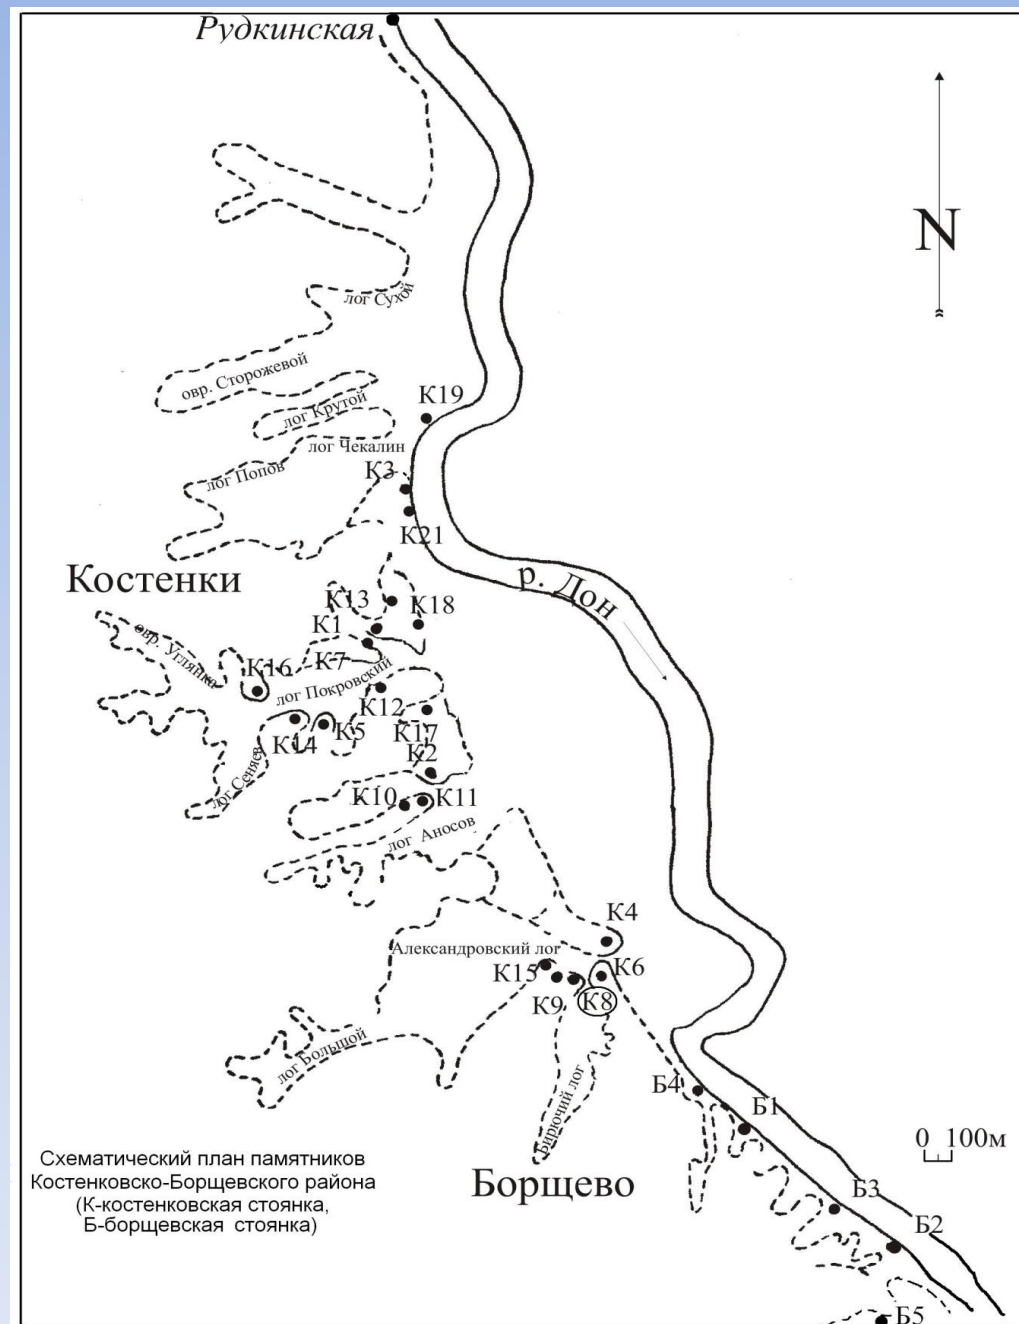 Рудкинская
N
лог Сухой
овр. Сторожевой
К19
лог Крутой
лог Чекалин
К3
лог Попов
К21
Костенки
р. Дон
К13
К18
К1
овр. Углянка
К7
К16
лог Покровский
К12
К17
К14
К5
К2
лог Сеняев
К10
К11
лог Аносов
К4
Александровский лог
К15
К6
К9
К8
лог Большой
Бирючий лог
Б4
Б1
0 100м
Схематический план памятников
Костенковско-Борщевского района
(К-костенковская стоянка,
Б-борщевская стоянка)
Борщево
Б3
Б2
Б5